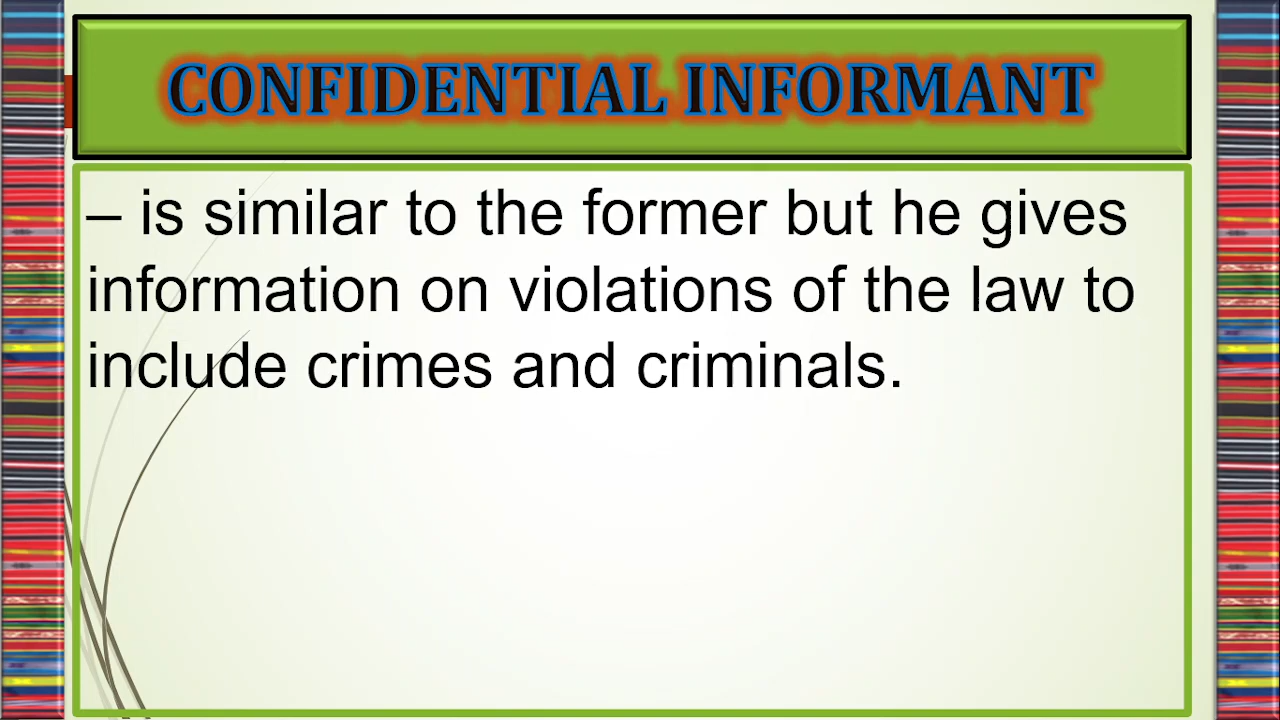 CONFIDENTIAL INFORMANT
– is similar to the former but he gives
information on violations of the law to
include crimes and criminals.